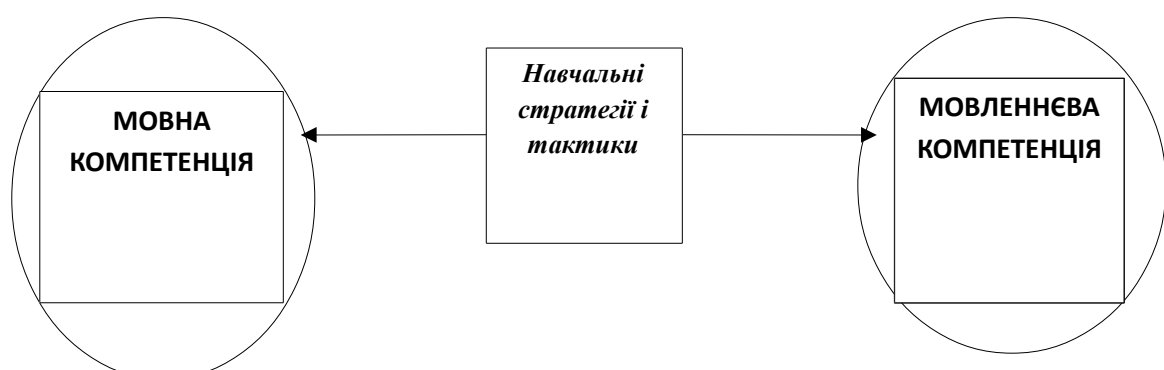 МОВНА
КОМПЕТЕНЦІЯ
Навчальні
стратегії і
тактики
МОВЛЕННЄВА
КОМПЕТЕНЦІЯ